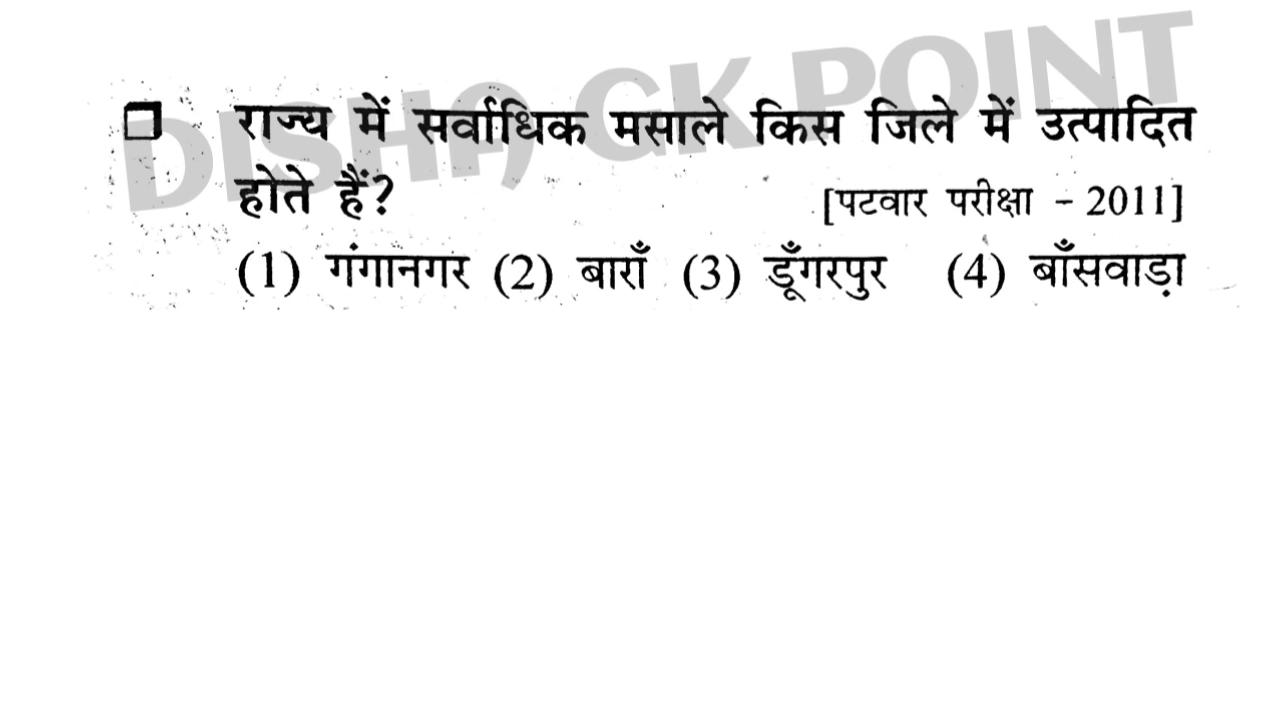 DISHA GK POINT
❑ राज्य में सर्वाधिक मसाले किस जिले में उत्पादित
होते हैं? [पटवार परीक्षा - 2011]
(1) गंगानगर (2) बाराँ (3) डूँगरपुर (4) बाँसवाड़ा